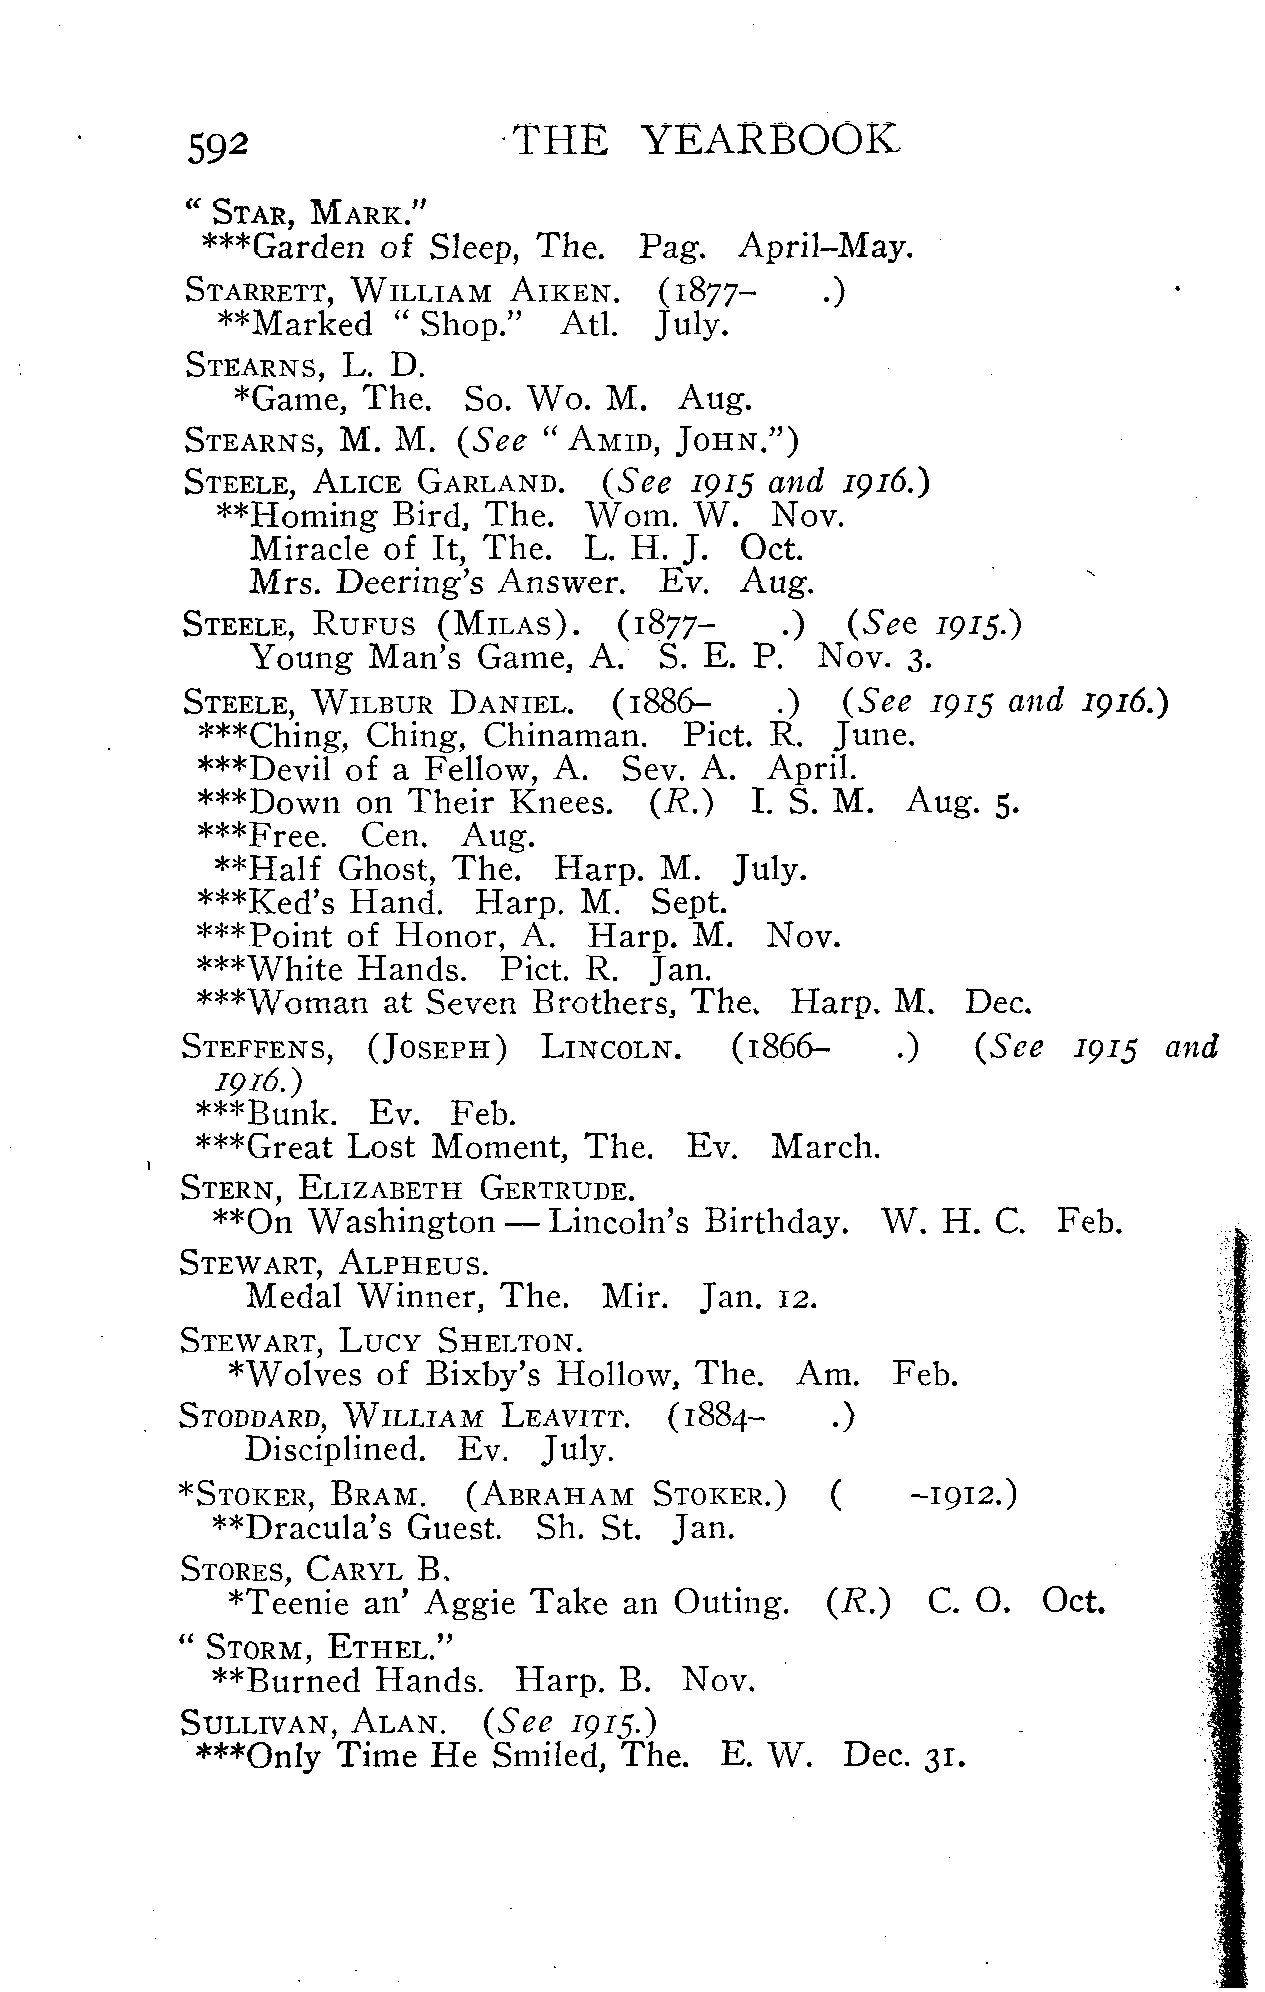 592 THE YEARBOOK
“ STAR, MARK.”
***Garden of Sleep, The. Pag. April–May.
STARRETT, WILLIAM AIKEN. (1877– .)
**Marked “ Shop.” Atl. July.
STEARNS, L. D.
*Game, The. So. Wo. M. Aug.
STEARNS, M. M. (See “ AMID, JOHN.”)
STEELE, ALICE GARLAND. (See 1915 and 1916.)
**Homing Bird, The. Wom. W. Nov.
Miracle of It, The. L. H. J. Oct.
Mrs. Deering’s Answer. Ev. Aug.
STEELE, RUFUS (MILAS). (1877– .) (See 1915.)
Young Man’s Game, A. S. E. P. Nov. 3.
STEELE, WILBUR DANIEL. (1886– .) (See 1915 and 1916.)
***Ching, Ching, Chinaman. Pict. R. June.
***Devil of a Fellow, A. Sev. A. April.
***Down on Their Knees. (R.) I. S. M. Aug. 5.
***Free. Cen. Aug.
**Half Ghost, The. Harp. M. July.
***Ked’s Hand. Harp. M. Sept.
***Point of Honor, A. Harp. M. Nov.
***White Hands. Pict. R. Jan.
***Woman at Seven Brothers, The. Harp. M. Dec.
STEFFENS, (JOSEPH) LINCOLN. (1866– .) (See 1915 and
1916.)
***Bunk. Ev. Feb.
***Great Lost Moment, The. Ev. March.
STERN, ELIZABETH GERTRUDE.
**On Washington — Lincoln’s Birthday. W. H. C. Feb.
STEWART, ALPHEUS.
Medal Winner, The. Mir. Jan. 12.
STEWART, LUCY SHELTON.
*Wolves of Bixby’s Hollow, The. Am. Feb.
STODDARD, WILLIAM LEAVITT. (1884– .)
Disciplined. Ev. July.
*STOKER, BRAM. (ABRAHAM STOKER.) ( –1912.)
**Dracula’s Guest. Sh. St. Jan.
STORES, CARYL B.
*Teenie an’ Aggie Take an Outing. (R.) C. O. Oct.
“ STORM, ETHEL.”
**Burned Hands. Harp. B. Nov.
SULLIVAN, ALAN. (See 1915.)
***Only Time He Smiled, The. E. W. Dec. 31.